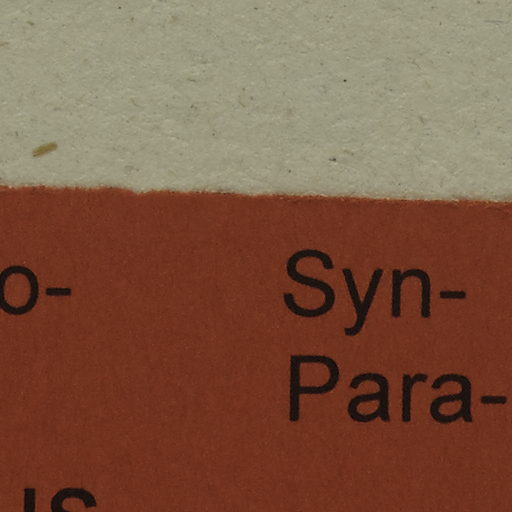 o-
Syn-
Para-